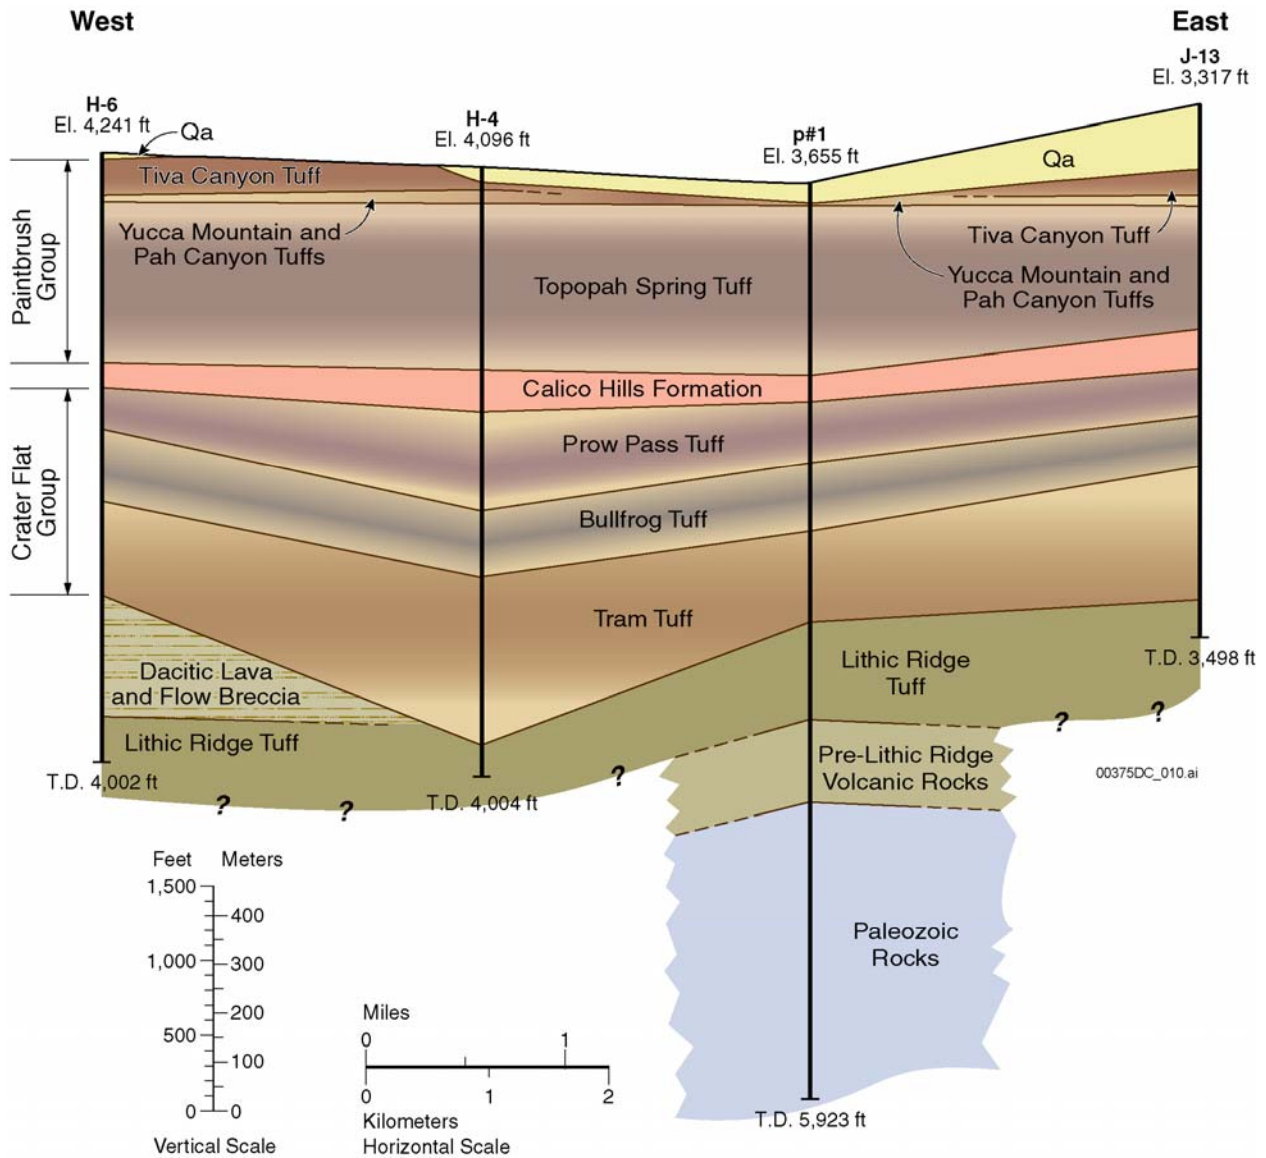 West
East
J-13
El. 3,317 ft
H-6
El. 4,241 ft
Qa
H-4
El. 4,096 ft
p#1
El. 3,655 ft
Qa
Tiva Canyon Tuff
Paintbrush
Group
Yucca Mountain and
Pah Canyon Tuffs
Tiva Canyon Tuff
Yucca Mountain and
Pah Canyon Tuffs
Topopah Spring Tuff
Calico Hills Formation
Crater Flat
Group
Prow Pass Tuff
Bullfrog Tuff
Tram Tuff
Dacitic Lava
and Flow Breccia
Lithic Ridge Tuff
Lithic Ridge
Tuff
T.D. 3,498 ft
?
?
Pre-Lithic Ridge
Volcanic Rocks
00375DC_010.ai
T.D. 4,002 ft
?
?
T.D. 4,004 ft
?
Paleozoic
Rocks
T.D. 5,923 ft
Feet Meters
1,500
400
1,000
300
200
500
100
0
0
Vertical Scale
Miles
0 1
0 1 2
Kilometers
Horizontal Scale